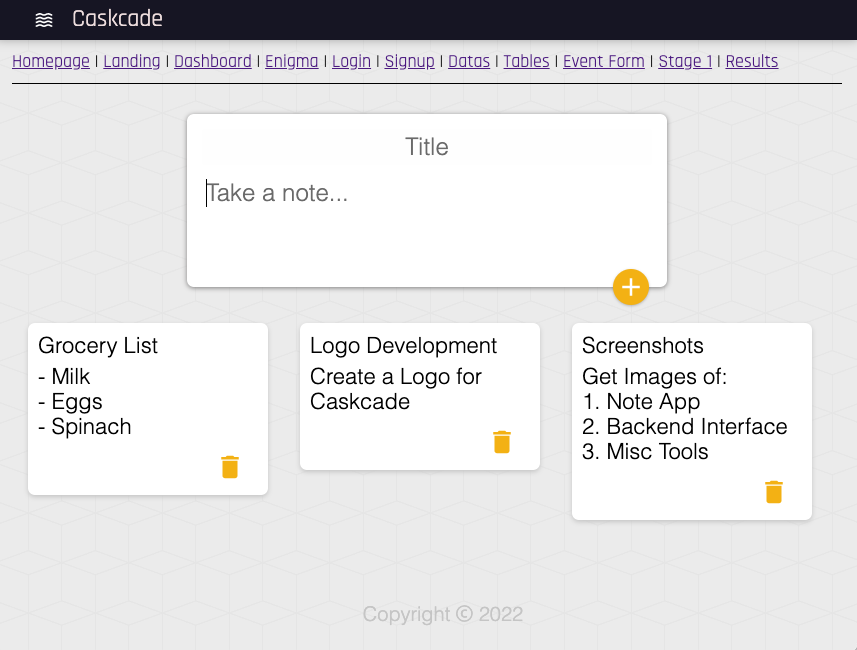 Caskcade
Homepage | Landing | Dashboard | Enigma | Login | Signup | Datas | Tables | Event Form | Stage 1 | Results
Title
Take a note...
Grocery List
- Milk
- Eggs
- Spinach
Logo Development
Create a Logo for
Caskcade
Screenshots
Get Images of:
1. Note App
2. Backend Interface
3. Misc Tools
Copyright © 2022